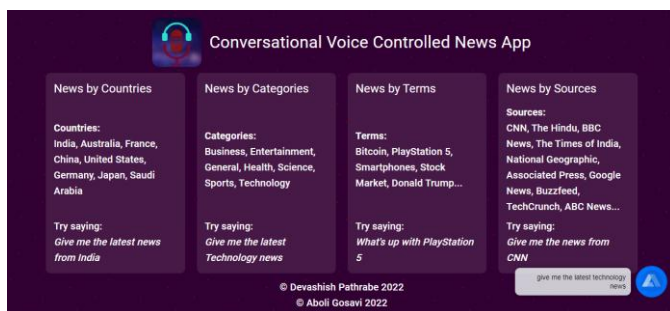 Conversational Voice Controlled News App
News by Countries
Countries:
India, Australia, France,
China, United States,
Germany, Japan, Saudi
Arabia
Try saying:
Give me the latest news
from India
News by Categories
Categories:
Business, Entertainment,
General, Health, Science,
Sports, Technology
Try saying:
Give me the latest
Technology news
News by Terms
Terms:
Bitcoin, PlayStation 5,
Smartphones, Stock
Market, Donald Trump...
Try saying:
What's up with PlayStation
5
News by Sources
Sources:
CNN, The Hindu, BBC
News, The Times of India,
National Geographic,
Associated Press, Google
News, Buzzfeed,
TechCrunch, ABC News...
Try saying:
Give me the news from
CNN
give me the latest technology
news
© Devashish Pathrabe 2022
© Aboli Gosavi 2022